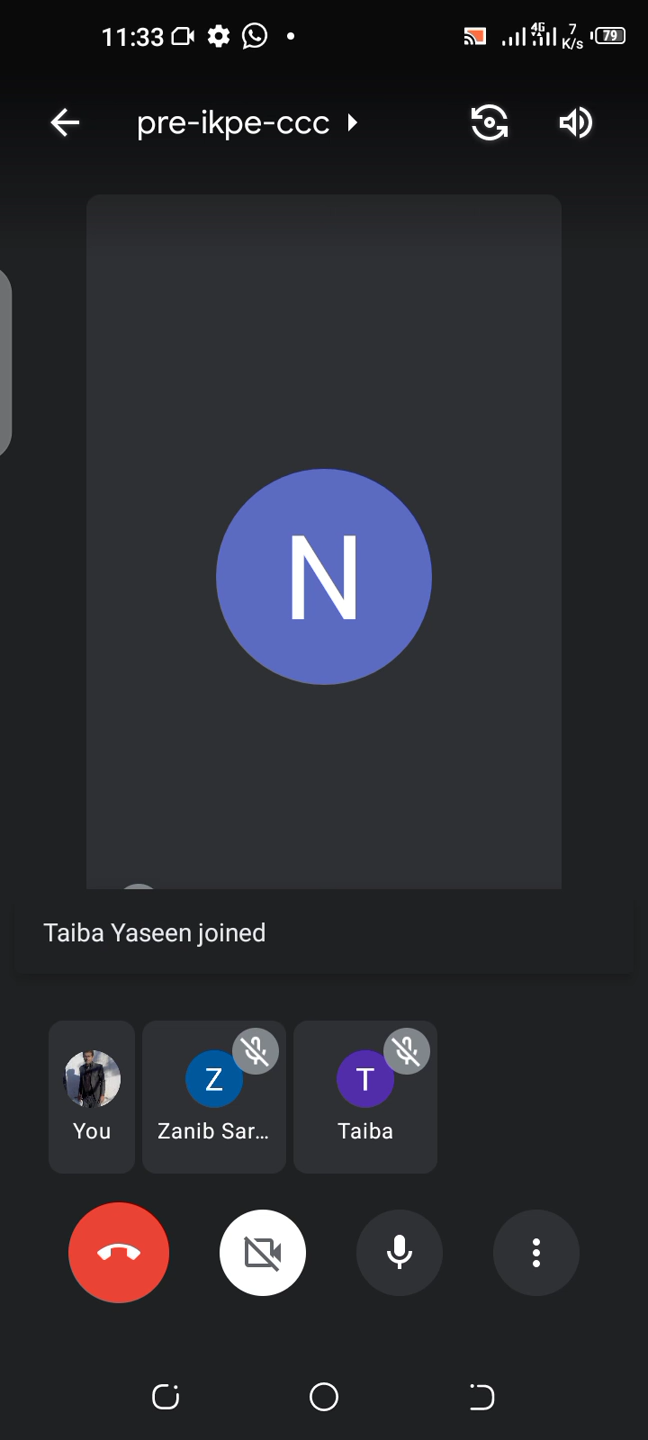 11:33
4G
7
K/s
79
pre-ikpe-ccc
N
Taiba Yaseen joined
Z
T
You
Zanib Sar...
Taiba